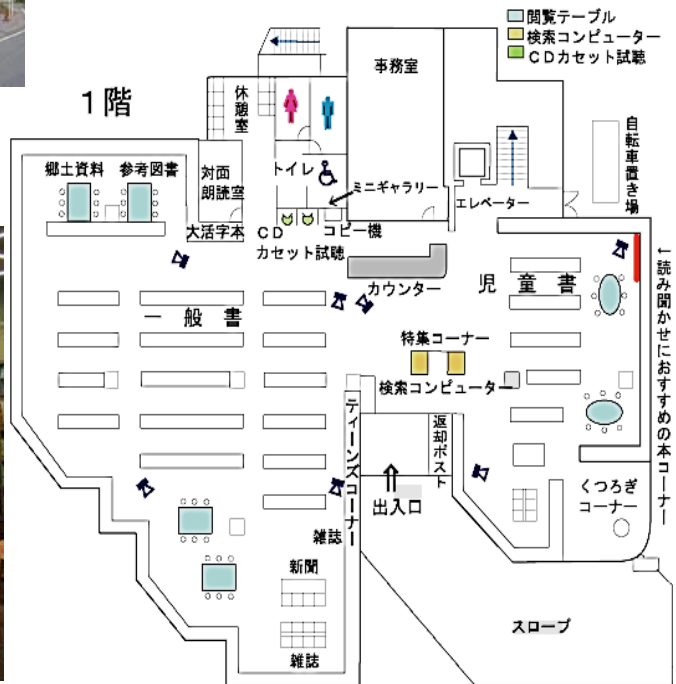 閲覧テーブル
検索コンピューター
CDカセット試聴
1階
休憩室
事務室
自転車置き場
郷土資料
参考図書
対面
朗読室
トイレ
ミニギャラリー
エレベーター
大活字本
CD
カセット試聴
コピー機
カウンター
児童書
一般書
特集コーナー
検索コンピューター
←読み聞かせにおすすめの本コーナー
ティーンズコーナー
返却ポスト
出入口
くつろぎ
コーナー
雑誌
新聞
雑誌
スロープ